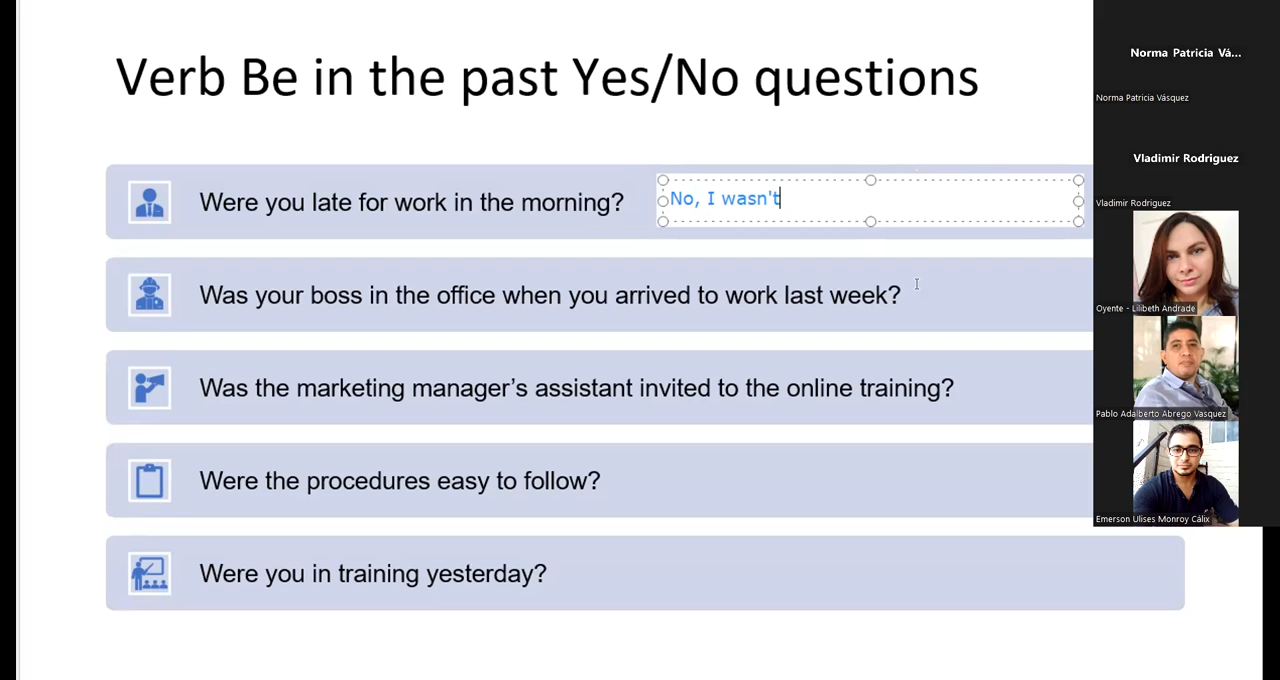 Verb Be in the past Yes/No questions
Were you late for work in the morning?
No, I wasn't
Was your boss in the office when you arrived to work last week?
Was the marketing manager’s assistant invited to the online training?
Were the procedures easy to follow?
Were you in training yesterday?
Norma Patricia Vá...
Norma Patricia Vásquez
Vladimir Rodriguez
Vladimir Rodriguez
Oyente - Lilibeth Andrade
Pablo Adalberto Abrego Vasquez
Emerson Ulises Monroy Cálix